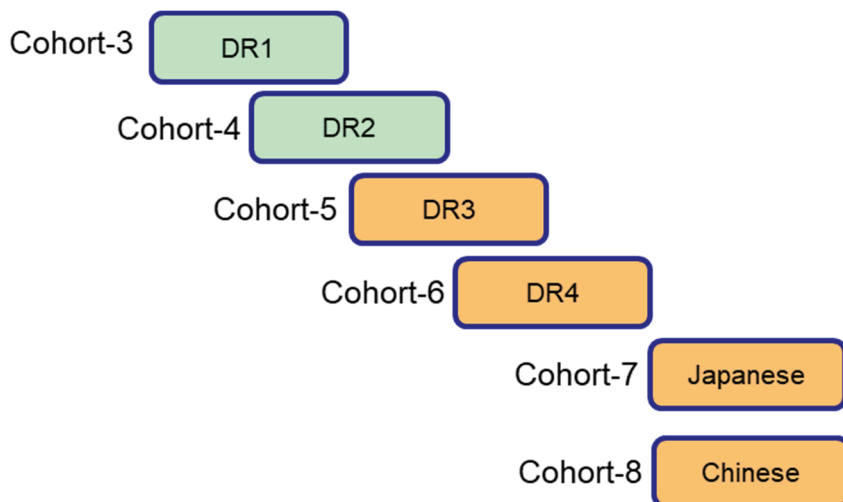 Cohort-3 DR1
Cohort-4 DR2
Cohort-5 DR3
Cohort-6 DR4
Cohort-7 Japanese
Cohort-8 Chinese